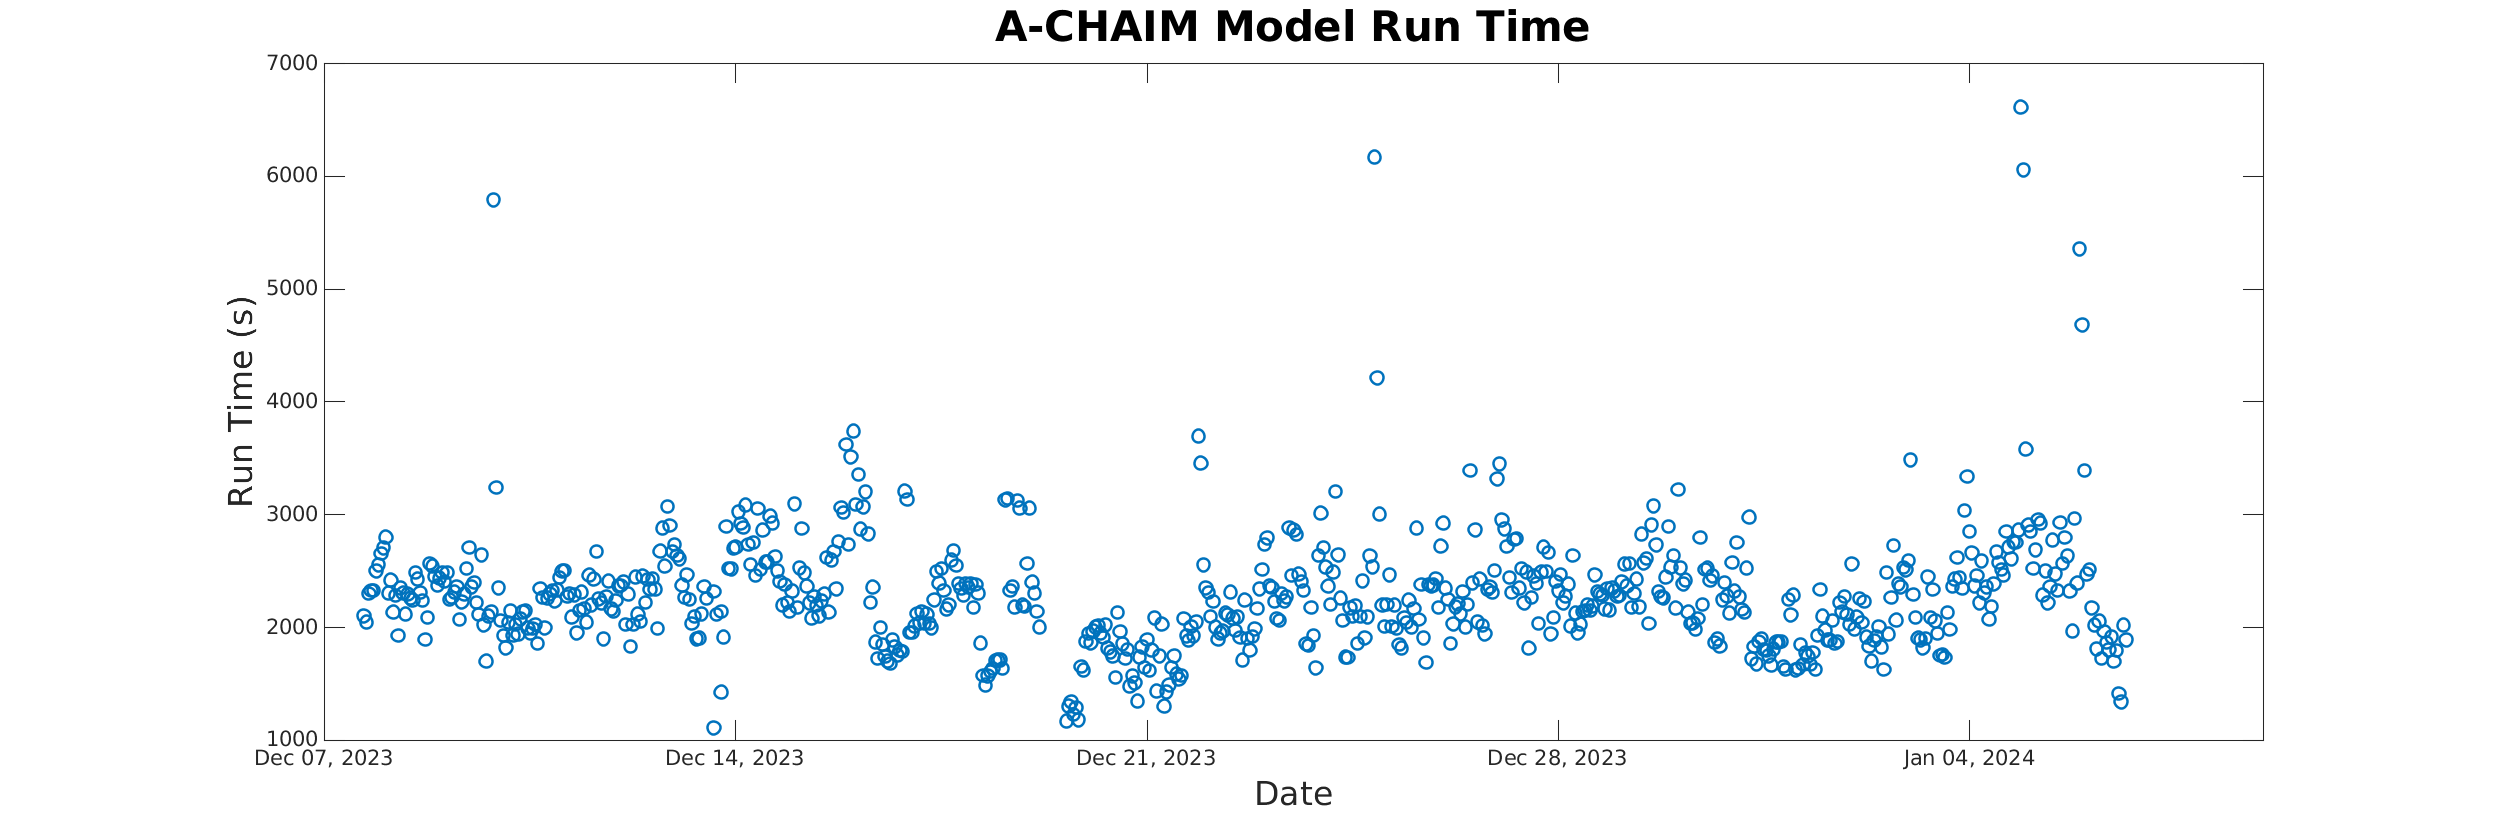 A-CHAIM Model Run Time
7000
6000
5000
4000
3000
2000
1000
Run Time (s)
Dec 07, 2023 Dec 14, 2023 Dec 21, 2023 Dec 28, 2023 Jan 04, 2024
Date